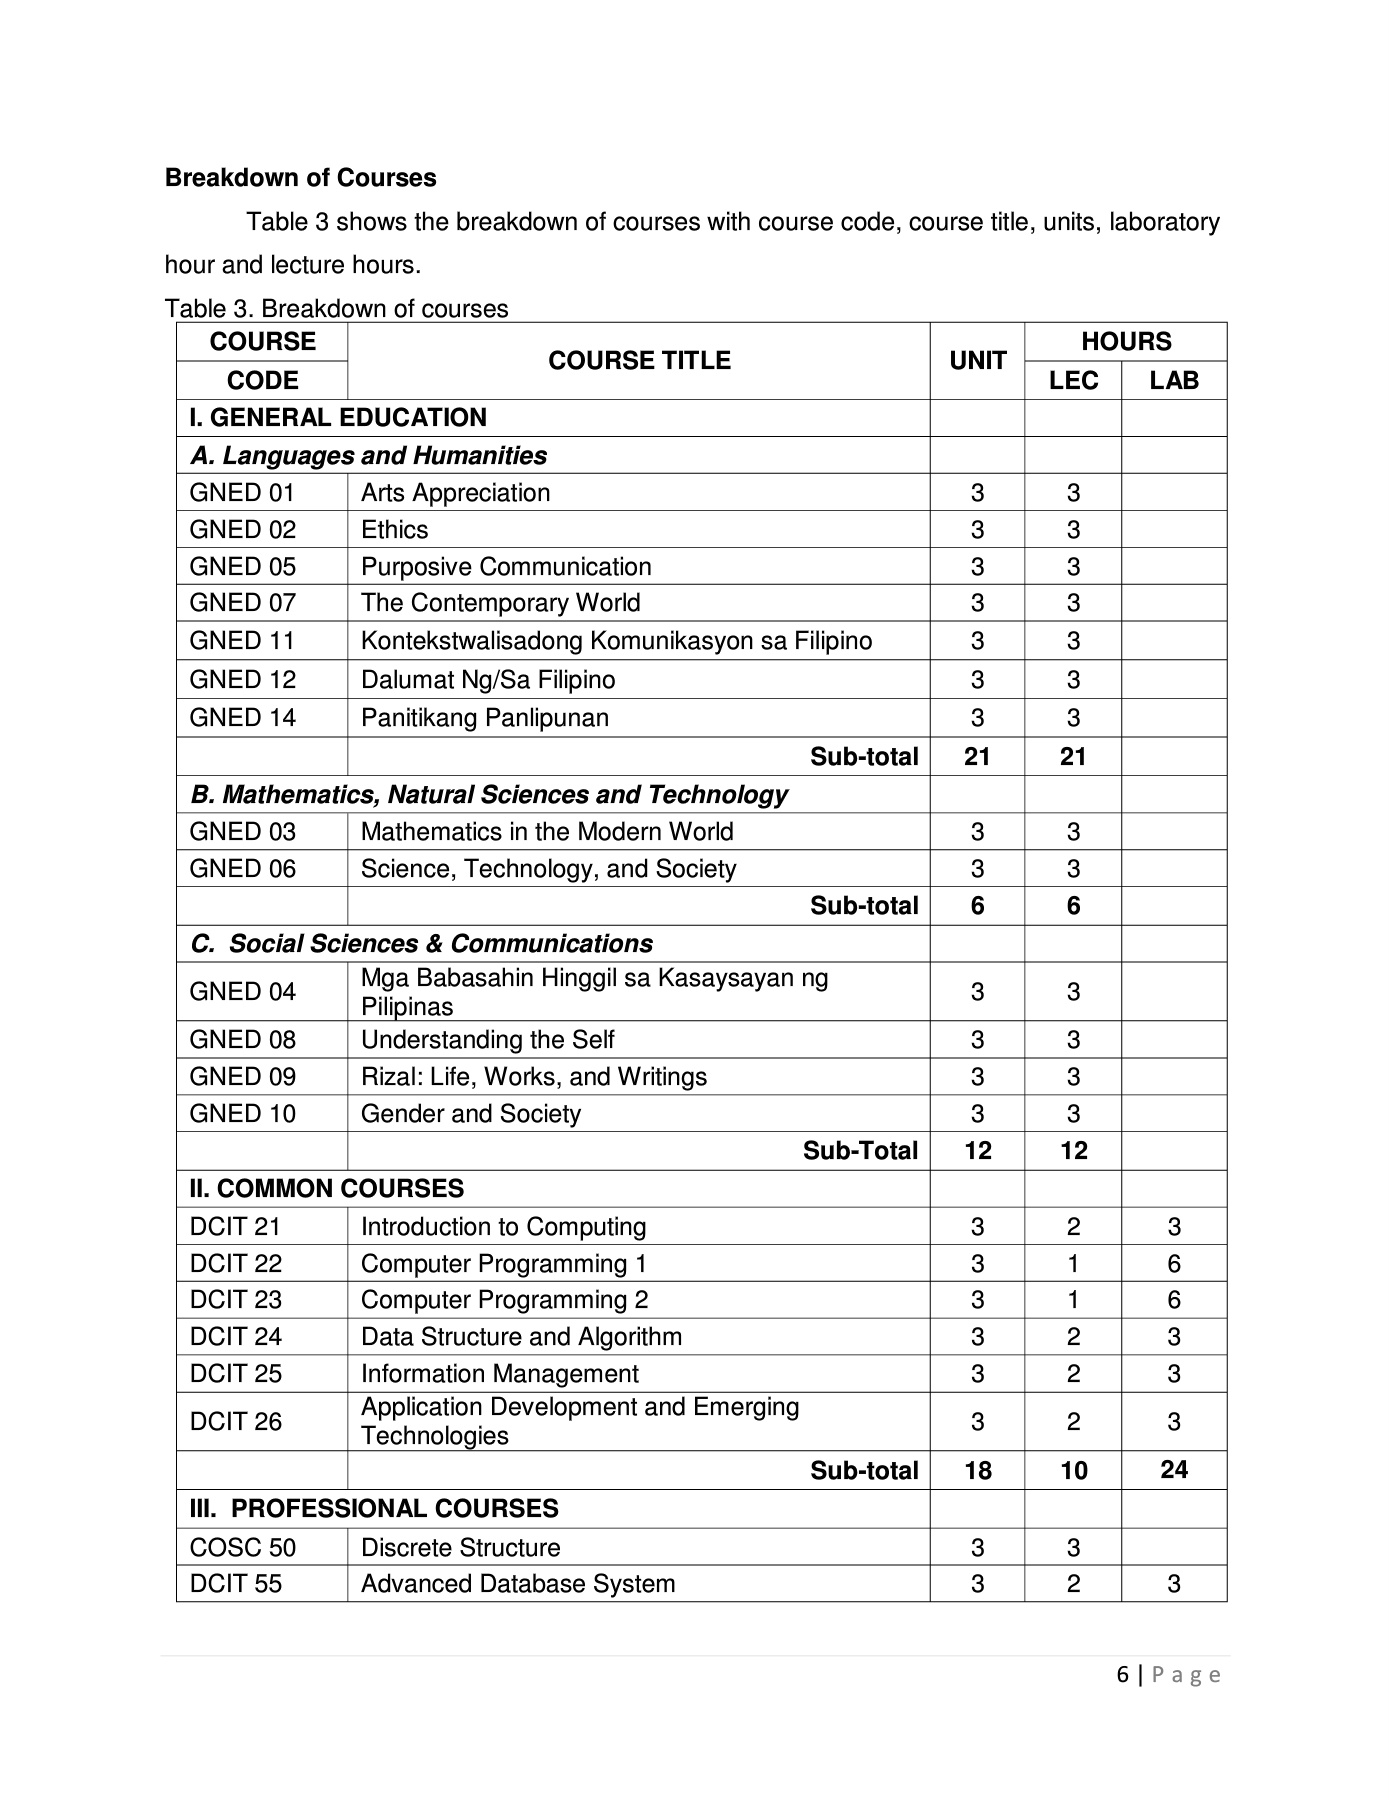 Breakdown of Courses
Table 3 shows the breakdown of courses with course code, course title, units, laboratory
hour and lecture hours.
Table 3. Breakdown of courses
COURSE CODE COURSE TITLE UNIT HOURS
LEC LAB
I. GENERAL EDUCATION
A. Languages and Humanities
GNED 01 Arts Appreciation 3 3
GNED 02 Ethics 3 3
GNED 05 Purposive Communication 3 3
GNED 07 The Contemporary World 3 3
GNED 11 Kontekstwalisadong Komunikasyon sa Filipino 3 3
GNED 12 Dalumat Ng/Sa Filipino 3 3
GNED 14 Panitikang Panlipunan 3 3
Sub-total 21 21
B. Mathematics, Natural Sciences and Technology
GNED 03 Mathematics in the Modern World 3 3
GNED 06 Science, Technology, and Society 3 3
Sub-total 6 6
C. Social Sciences & Communications
GNED 04 Mga Babasahin Hinggil sa Kasaysayan ng
Pilipinas 3 3
GNED 08 Understanding the Self 3 3
GNED 09 Rizal: Life, Works, and Writings 3 3
GNED 10 Gender and Society 3 3
Sub-Total 12 12
II. COMMON COURSES
DCIT 21 Introduction to Computing 3 2 3
DCIT 22 Computer Programming 1 3 1 6
DCIT 23 Computer Programming 2 3 1 6
DCIT 24 Data Structure and Algorithm 3 2 3
DCIT 25 Information Management 3 2 3
DCIT 26 Application Development and Emerging
Technologies 3 2 3
Sub-total 18 10 24
III. PROFESSIONAL COURSES
COSC 50 Discrete Structure 3 3
DCIT 55 Advanced Database System 3 2 3
6 | Page